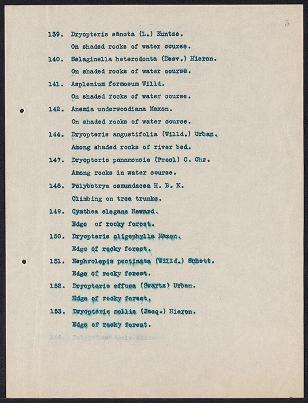 3
139. Dryopteris sancta (L.) Kuntze.
On shaded rocks of water course.
140. Selaginella heterodonta (Desv.) Hieron.
On shaded rocks of water course.
141. Asplenium formosum Willd.
On shaded rocks of water course.
142. Anemia underwoodiana Maxon.
On shaded rocks of water course.
144. Dryopteris angustifolia (Willd.) Urban.
Among shaded rocks of river bed.
147. Dryopteris panamensis (Presl) C. Chr.
Among rocks in water course.
148. Polybotrya osmundacea H. B. K.
Climbing on tree trunks.
149. Cyathea elegans Heward.
Edge of rocky forest.
150. Dryopteris oligophylla Maxon.
Edge of rocky forest.
151. Nephrolepis pectinata (Willd.) Schott.
Edge of rocky forest.
152. Dryopteris effusa (Swartz) Urban.
Edge of rocky forest.
153. Dryopteris mollis (Jacq.) Hieron.
Edge of rocky forest.